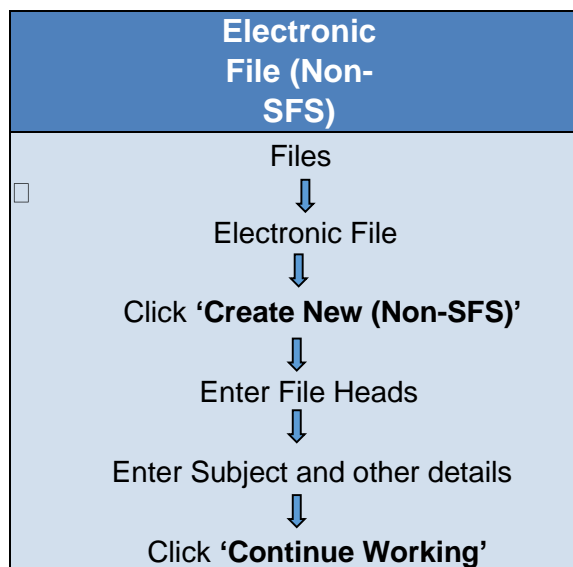 Electronic
File (Non-
SFS)
Files
Electronic File
Click ‘Create New (Non-SFS)’
Enter File Heads
Enter Subject and other details
Click ‘Continue Working’